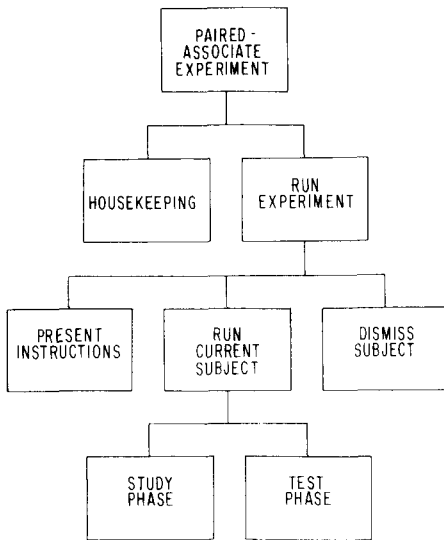 PAIRED-
ASSOCIATE
EXPERIMENT
HOUSEKEEPING
RUN
EXPERIMENT
PRESENT
INSTRUCTIONS
RUN
CURRENT
SUBJECT
DISMISS
SUBJECT
STUDY
PHASE
TEST
PHASE